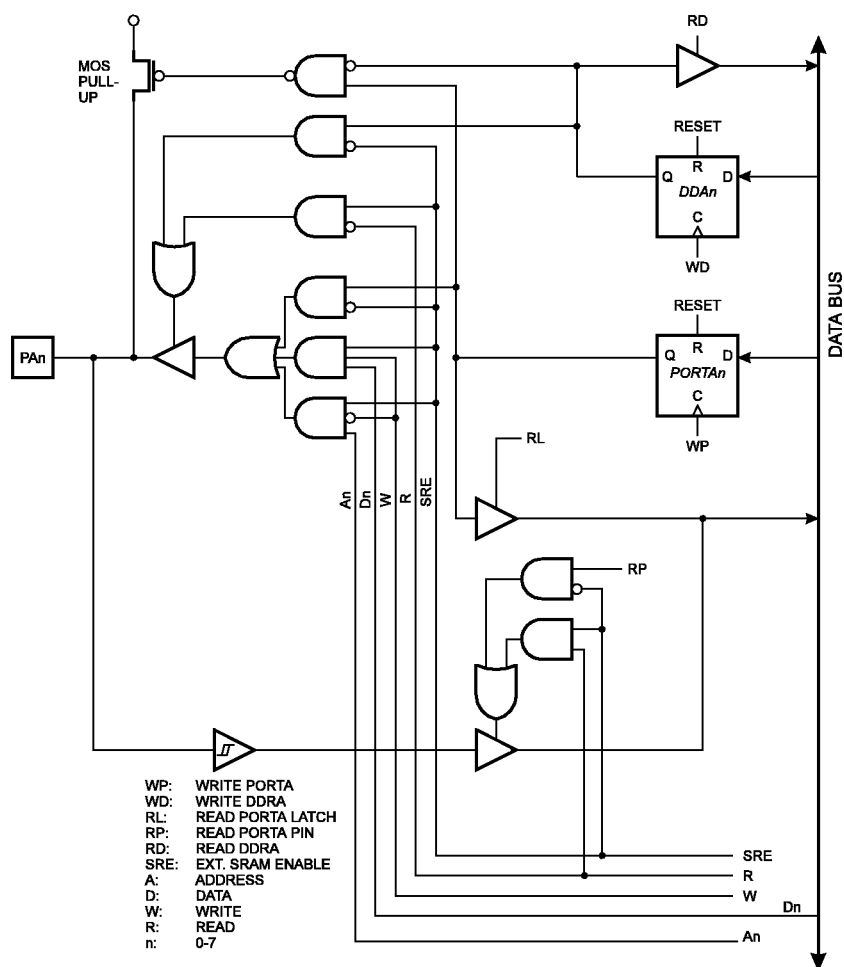 RD
MOS
PULL-
UP
RESET
R
Q
D
DDAn
C
WD
DATA BUS
RESET
PAn
R
Q
D
PORTAn
C
WP
RL
An
Dn
W
R
SRE
RP
WP: WRITE PORTA
WD: WRITE DDRA
RL: READ PORTA LATCH
RP: READ PORTA PIN
RD: READ DDRA
SRE: EXT. SRAM ENABLE
A: ADDRESS
D: DATA
W: WRITE
R: READ
n: 0-7
SRE
R
W
Dn
An